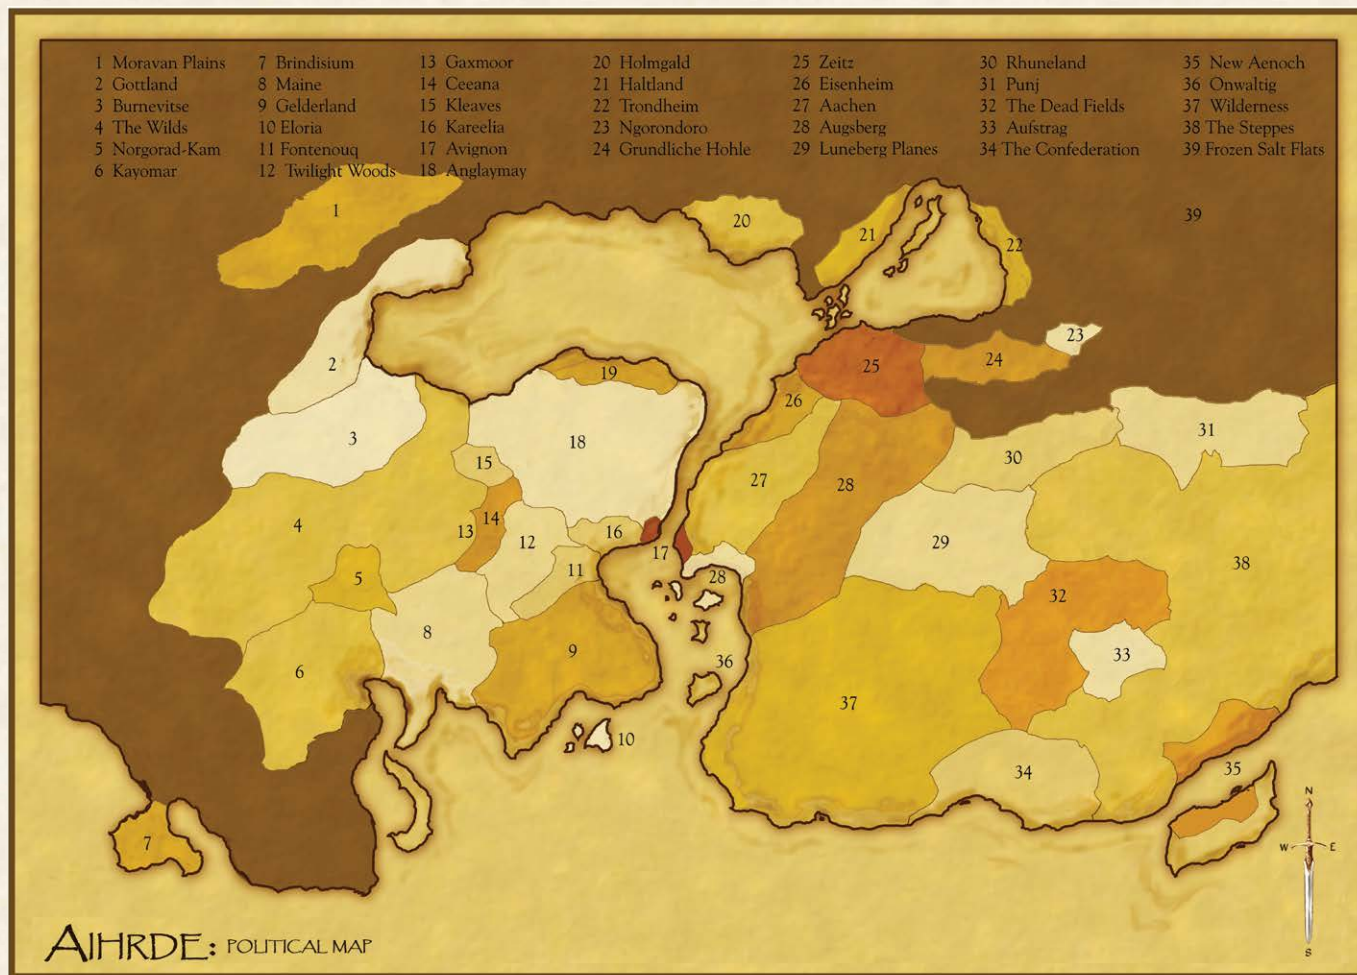 1 Moravan Plains
2 Gottland
3 Burnevitse
4 The Wilds
5 Norgorad-Kam
6 Kayomar
7 Brindisium
8 Maine
9 Gelderland
10 Eloria
11 Fontenouq
12 Twilight Woods
13 Gaxmoor
14 Ceeana
15 Kleaves
16 Kareelia
17 Avignon
18 Anglaymay
20 Holmgald
21 Haltland
22 Trondheim
23 Ngorondoro
24 Grundliche Hohle
25 Zeitz
26 Eisenheim
27 Aachen
28 Augsberg
29 Luneberg Planes
30 Rhuneland
31 Punj
32 The Dead Fields
33 Aufstrag
34 The Confederation
35 New Aenoch
36 Onwaltig
37 Wilderness
38 The Steppes
39 Frozen Salt Flats
1
20
21
22
39
2
19
25
24
23
26
3
18
15
27
28
30
31
4
13
14
12
16
17
29
38
5
11
28
32
6
8
9
36
33
37
10
34
35
7
N
W E
S
AIHRDE: POLITICAL MAP